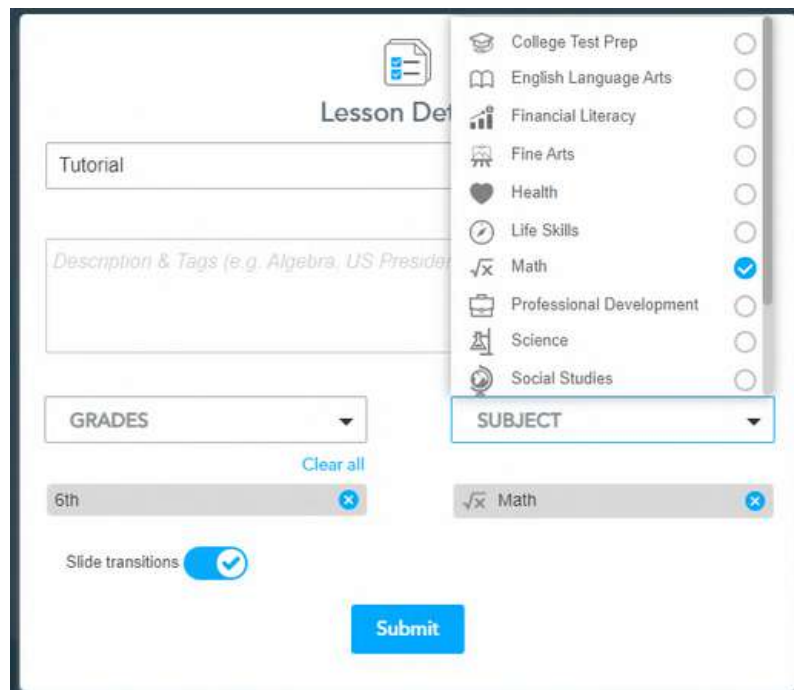 Lesson Det
Tutorial
Description & Tags (e.g. Algebra, US Presiden
College Test Prep
English Language Arts
Financial Literacy
Fine Arts
Health
Life Skills
√x Math
Professional Development
Science
Social Studies
GRADES
SUBJECT
Clear all
6th
√x Math
Slide transitions
Submit